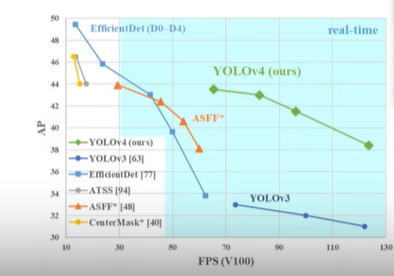 50
EfficientDet (D0~D4)
real-time
48
46
YOLOv4 (ours)
44
42
ASFF*
40
AP
38
YOLOv4 (ours)
YOLOv3 [63]
36
EfficientDet [77]
ATSS [94]
34
YOLOv3
ASFF* [48]
32
CenterMask* [40]
30
10 30 50 70 90 110 130
FPS (V100)